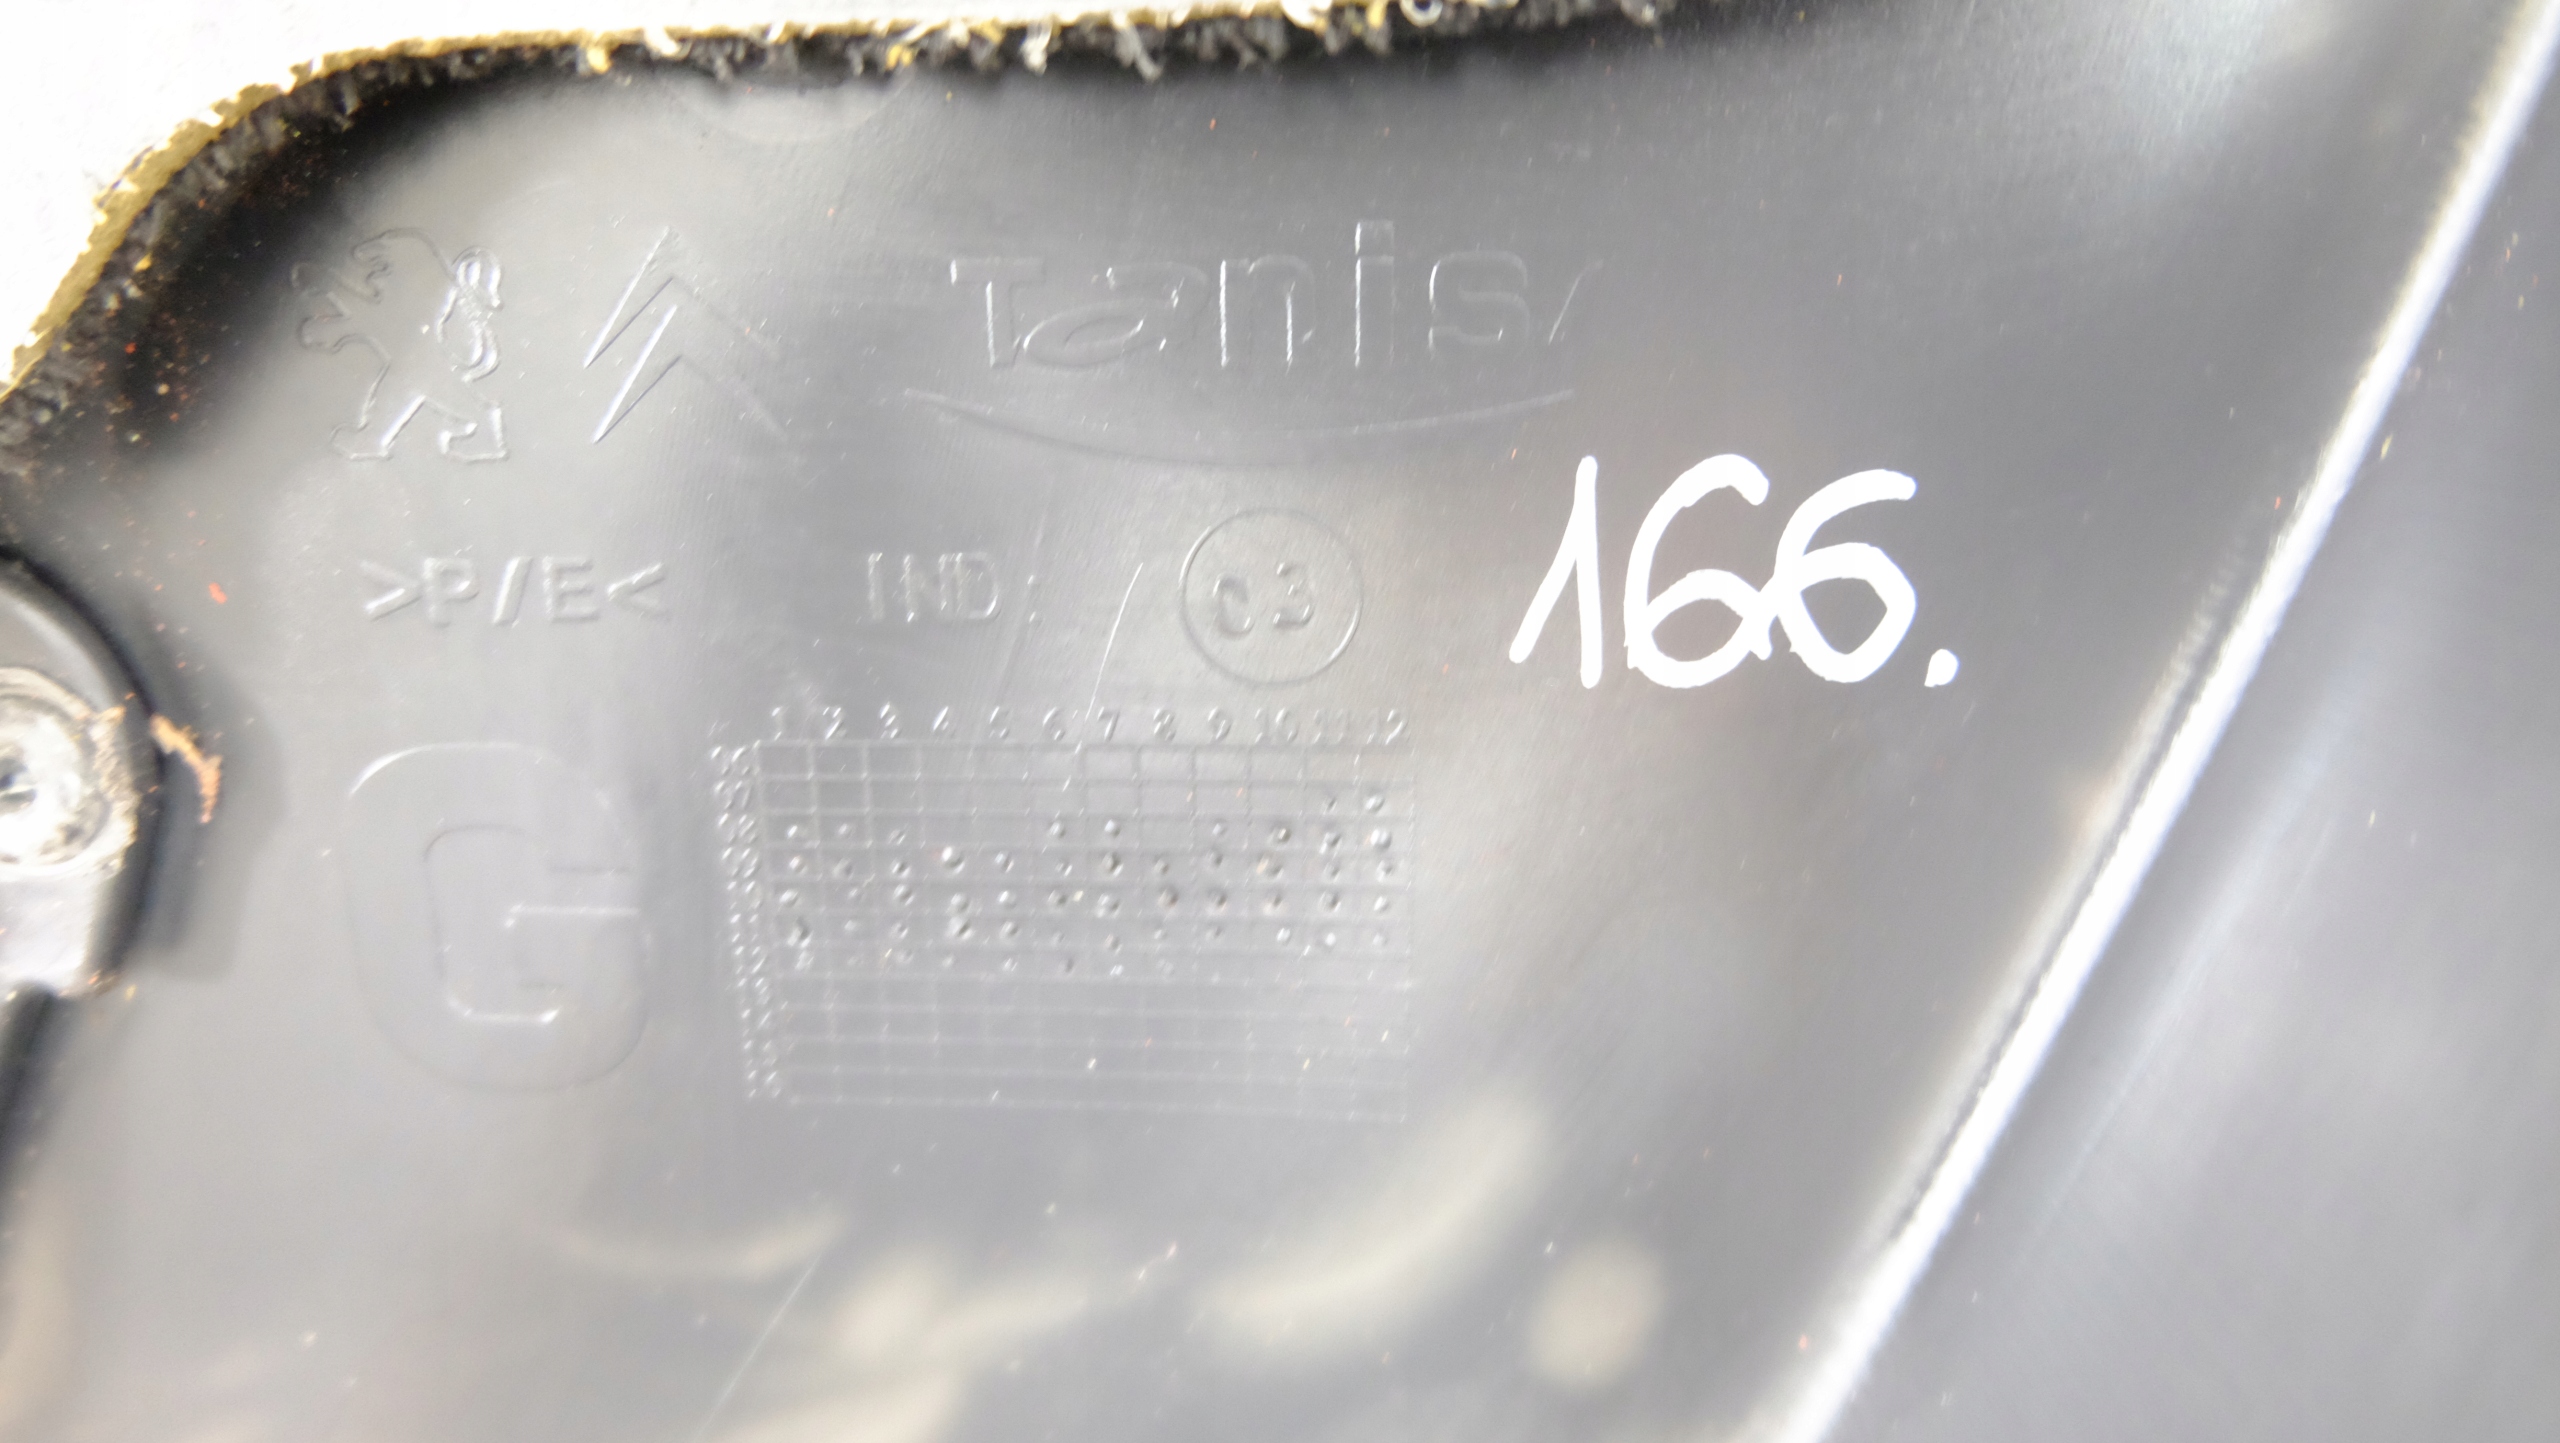 Tanis
>P/E<
IND:
03
166.
1 2 3 4 5 6 7 8 9 10 11 12
G